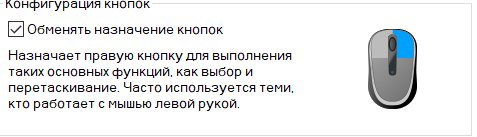 Конфигурация кнопок
Обменять назначение кнопок
Назначает правую кнопку для выполнения
таких основных функций, как выбор и
перетаскивание. Часто используется теми,
кто работает с мышью левой рукой.